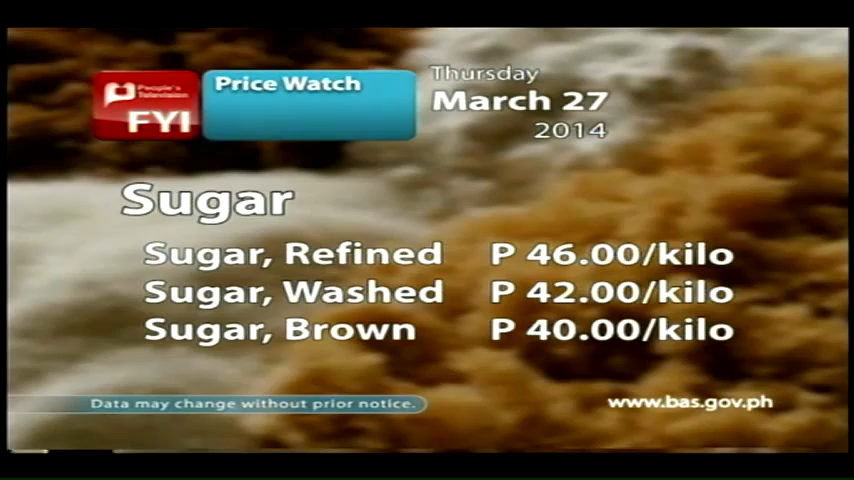 People's
Television
FYI
Price Watch
Thursday
March 27
2014
Sugar
Sugar, Refined P 46.00/kilo
Sugar, Washed P 42.00/kilo
Sugar, Brown P 40.00/kilo
Data may change without prior notice.
www.bas.gov.ph